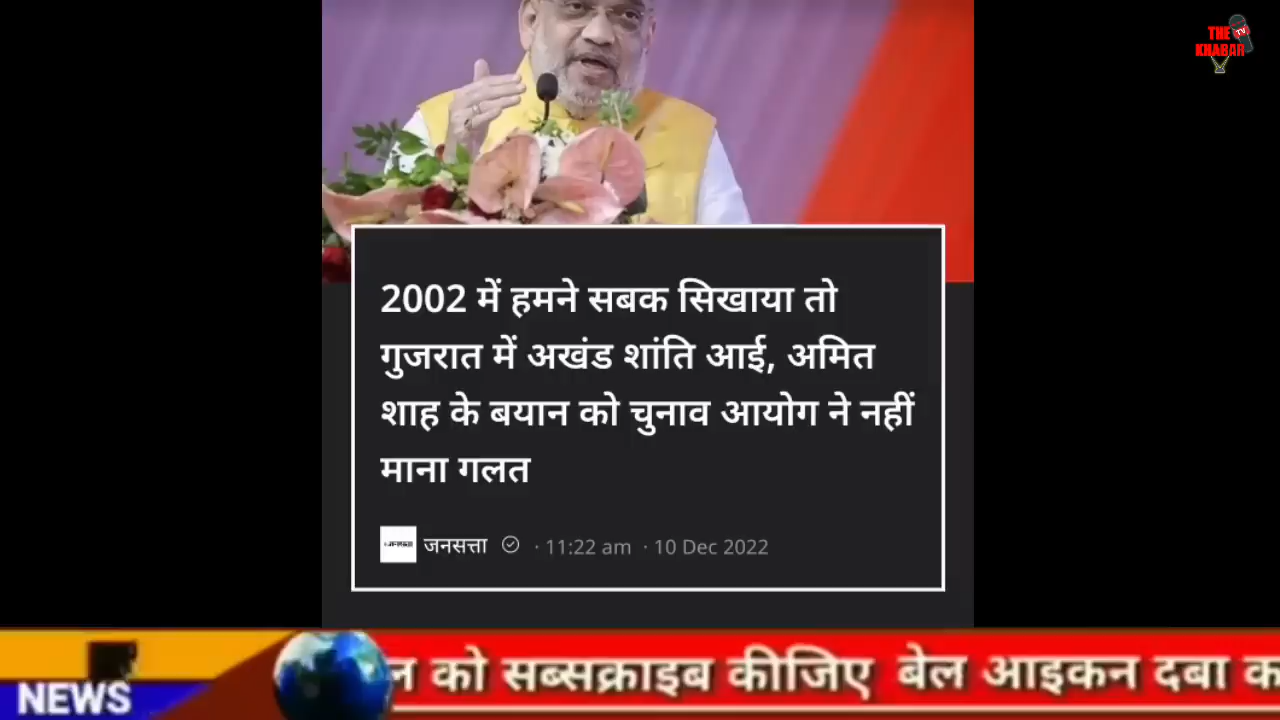 THE
TV
KHABAR
2002 में हमने सबक सिखाया तो
गुजरात में अखंड शांति आई, अमित
शाह के बयान को चुनाव आयोग ने नहीं
माना गलत
जनसत्ता · 11:22 am · 10 Dec 2022
NEWS
को सब्सक्राइब कीजिए बेल आइकन दबा